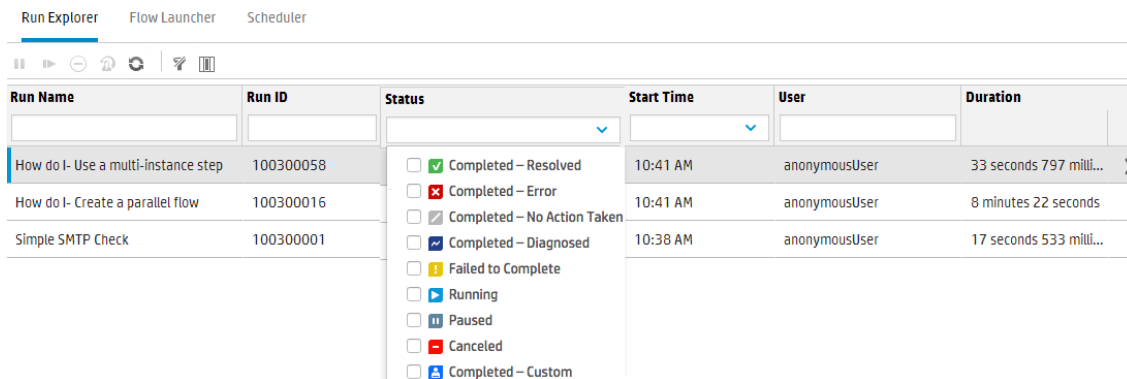 Run Explorer Flow Launcher Scheduler
Run Name Run ID Status Start Time User Duration
How do I- Use a multi-instance step 100300058 10:41 AM anonymousUser 33 seconds 797 milli...
How do I- Create a parallel flow 100300016 10:41 AM anonymousUser 8 minutes 22 seconds
Simple SMTP Check 100300001 10:38 AM anonymousUser 17 seconds 533 milli...
Completed – Resolved
Completed – Error
Completed – No Action Taken
Completed – Diagnosed
Failed to Complete
Running
Paused
Canceled
Completed – Custom